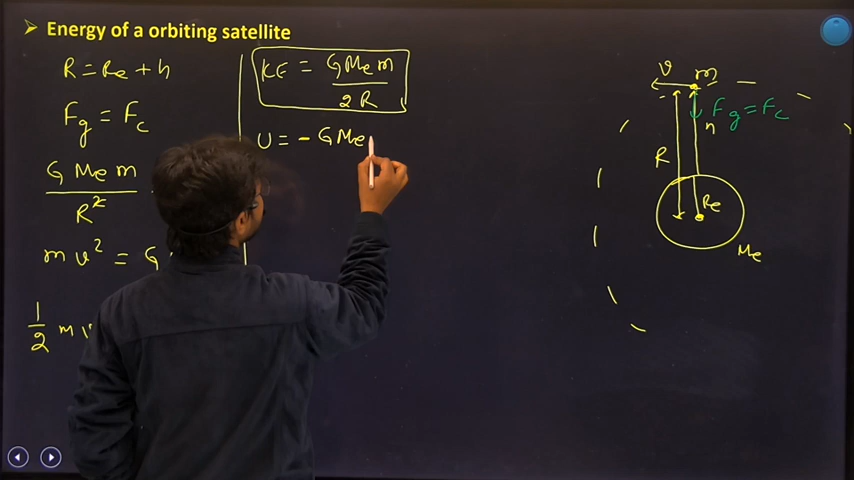 ➤ Energy of a orbiting satellite
R = Re + h
Fg = Fc
G Me m
R²
m v² = G
1
2 m v
KE = G Me m
2 R
U = - G Me
v m
Fg = Fc
h
R
Re
Me